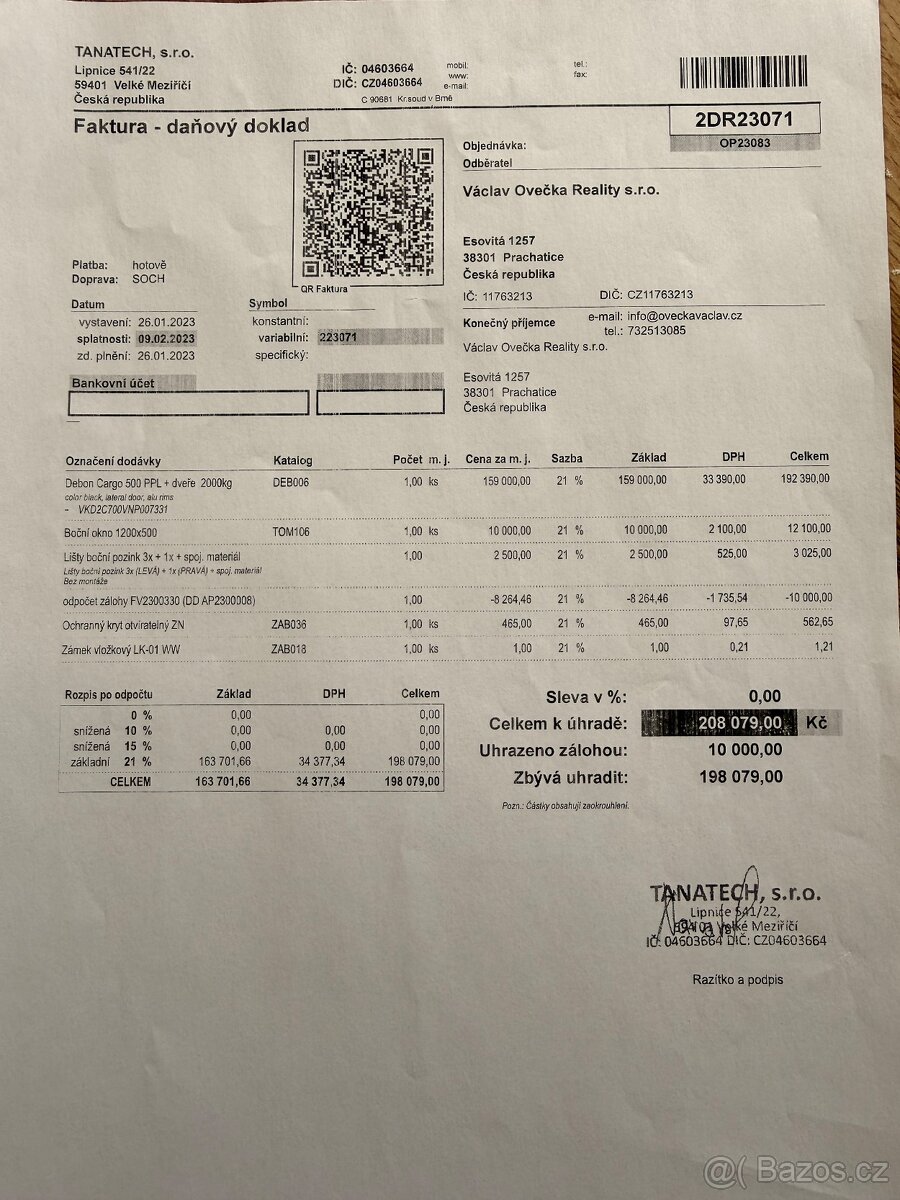 TANATECH, s.r.o.
Lipnice 541/22
59401 Velké Meziříčí
Česká republika
IČ: 04603664
DIČ: CZ04603664
C 90681 Kr.soud v Brně
mobil:
www:
e-mail:
tel.:
fax:
Faktura - daňový doklad
2DR23071
Objednávka: OP23083
Odběratel
Václav Ovečka Reality s.r.o.
Esovitá 1257
38301 Prachatice
Česká republika
IČ: 11763213 DIČ: CZ11763213
QR Faktura
Platba: hotově
Doprava: SOCH
Datum
vystavení: 26.01.2023
splatnosti: 09.02.2023
zd. plnění: 26.01.2023
Symbol
konstantní:
variabilní: 223071
specifický:
Konečný příjemce
e-mail: info@oveckavaclav.cz
tel.: 732513085
Václav Ovečka Reality s.r.o.
Esovitá 1257
38301 Prachatice
Česká republika
Bankovní účet
Označení dodávky Katalog Počet m. j. Cena za m. j. Sazba Základ DPH Celkem
Debon Cargo 500 PPL + dveře 2000kg DEB006 1,00 ks 159 000,00 21 % 159 000,00 33 390,00 192 390,00
color black, lateral door, alu rims
- VKD2C700VNP007331
Boční okno 1200x500 TOM106 1,00 ks 10 000,00 21 % 10 000,00 2 100,00 12 100,00
Lišty boční pozink 3x + 1x + spoj. materiál 1,00 2 500,00 21 % 2 500,00 525,00 3 025,00
Lišty boční pozink 3x (LEVÁ) + 1x (PRAVÁ) + spoj. materiál
Bez montáže
odpočet zálohy FV2300330 (DD AP2300008) 1,00 -8 264,46 21 % -8 264,46 -1 735,54 -10 000,00
Ochranný kryt otvíratelný ZN ZAB036 1,00 ks 465,00 21 % 465,00 97,65 562,65
Zámek vložkový LK-01 WW ZAB018 1,00 ks 1,00 21 % 1,00 0,21 1,21
Rozpis po odpočtu Základ DPH Celkem
0 % 0,00 0,00
snížená 10 % 0,00 0,00 0,00
snížená 15 % 0,00 0,00 0,00
základní 21 % 163 701,66 34 377,34 198 079,00
CELKEM 163 701,66 34 377,34 198 079,00
Sleva v %: 0,00
Celkem k úhradě: 208 079,00 Kč
Uhrazeno zálohou: 10 000,00
Zbývá uhradit: 198 079,00
Pozn.: Částky obsahují zaokrouhlení.
TANATECH, s.r.o.
Lipnice 541/22,
59401 Velké Meziříčí
IČ: 04603664 DIČ: CZ04603664
Razítko a podpis
@( Bazos.cz